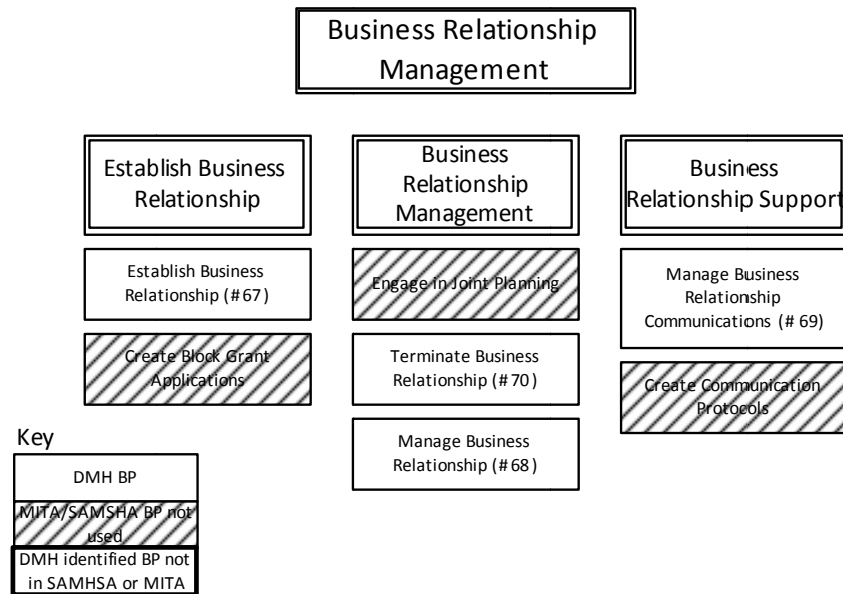 Business Relationship
Management
Establish Business
Relationship
Establish Business
Relationship (#67)
Create Block Grant
Applications
Business
Relationship
Management
Engage in Joint Planning
Terminate Business
Relationship (#70)
Manage Business
Relationship (#68)
Business
Relationship Support
Manage Business
Relationship
Communications (# 69)
Create Communication
Protocols
Key
DMH BP
MITA/SAMSHA BP not
used
DMH identified BP not
in SAMHSA or MITA